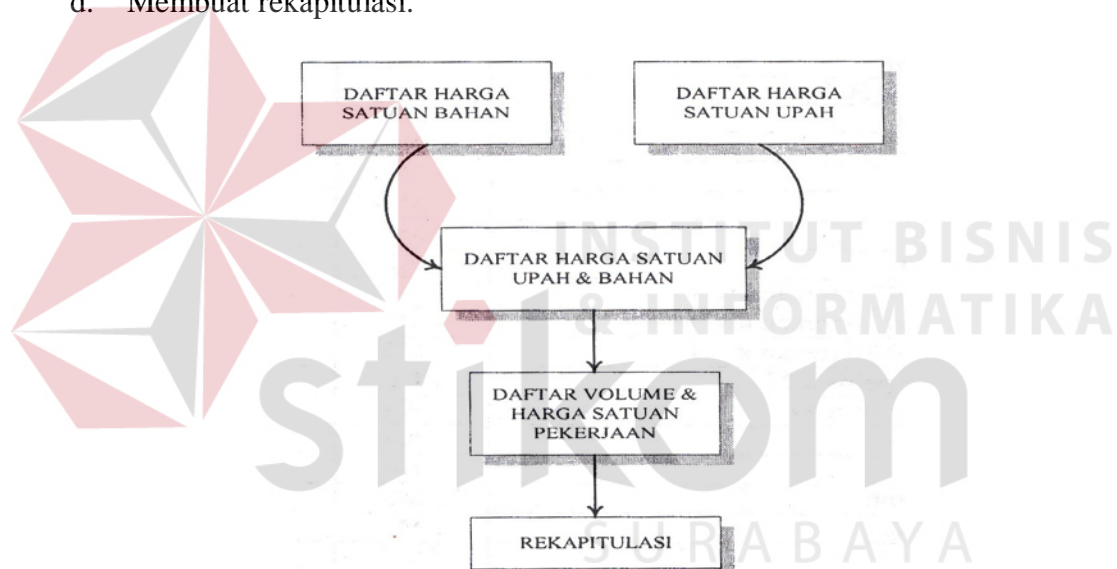 d. Membuat rekapitulasi.
DAFTAR HARGA
SATUAN BAHAN
DAFTAR HARGA
SATUAN UPAH
INSTITUT BISNIS
& INFORMATIKA
DAFTAR HARGA SATUAN
UPAH & BAHAN
stikom
DAFTAR VOLUME &
HARGA SATUAN
PEKERJAAN
REKAPITULASI
SURABAYA